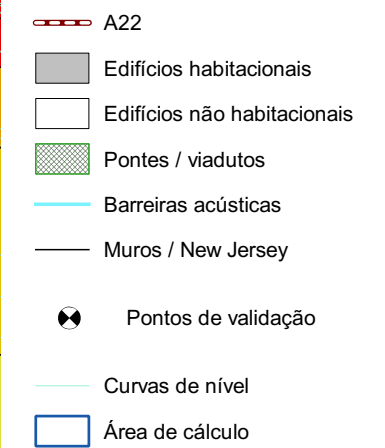 A22
Edifícios habitacionais
Edifícios não habitacionais
Pontes / viadutos
Barreiras acústicas
Muros / New Jersey
Pontos de validação
Curvas de nível
Área de cálculo